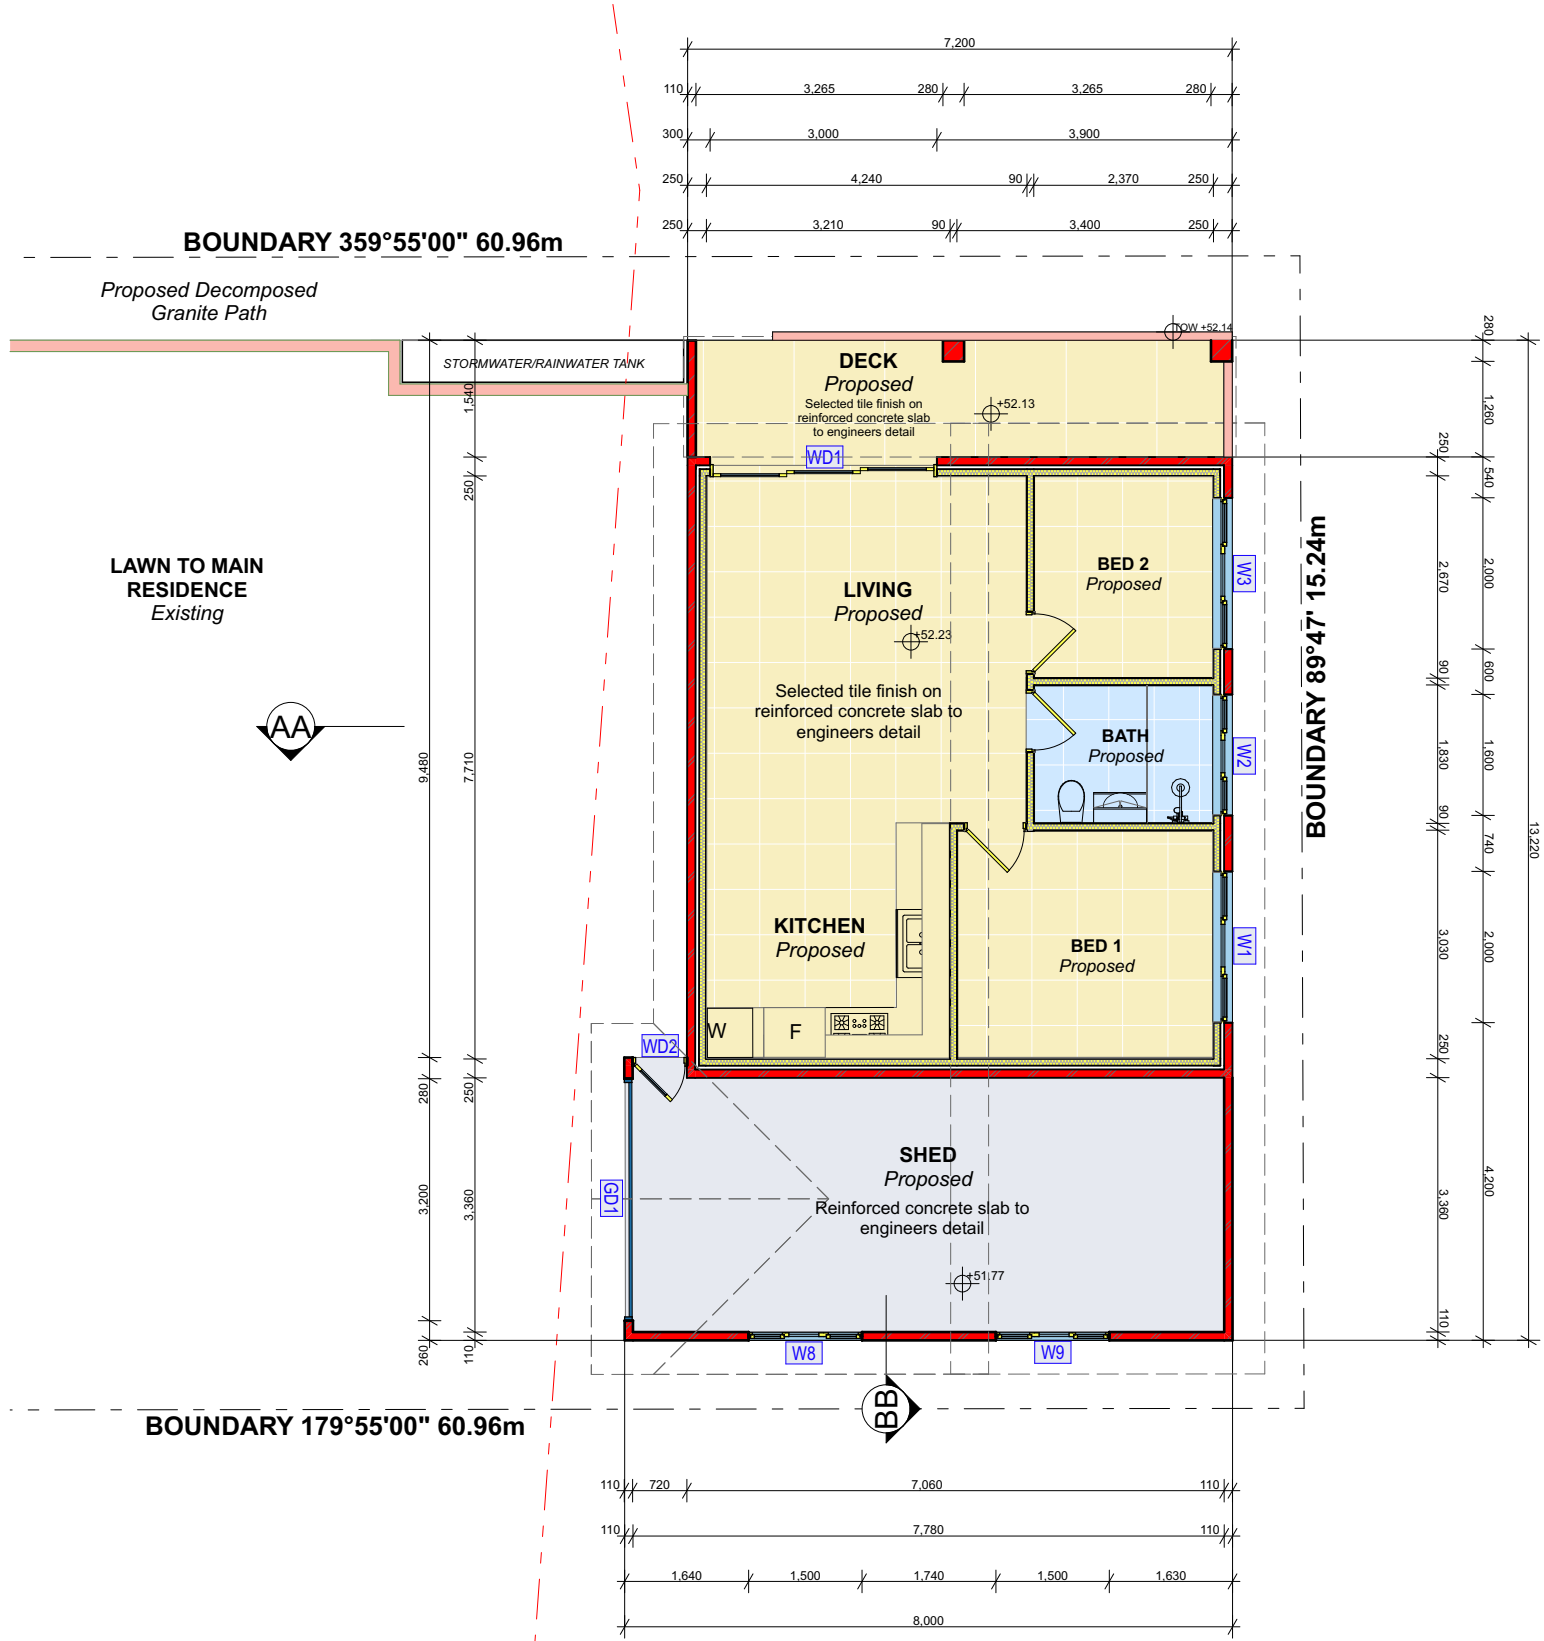 7,200
110 3,265 280 3,265 280
300 3,000 3,900
250 4,240 90 2,370 250
250 3,210 90 3,400 250
BOUNDARY 359°55'00" 60.96m
Proposed Decomposed
Granite Path
STORMWATER/RAINWATER TANK
TOW +52.14
DECK
Proposed
Selected tile finish on
reinforced concrete slab
to engineers detail
+52.13
WD1
LAWN TO MAIN
RESIDENCE
Existing
LIVING
Proposed
+52.23
Selected tile finish on
reinforced concrete slab to
engineers detail
BED 2
Proposed
W3
BATH
Proposed
W2
BOUNDARY 89°47' 15.24m
AA
KITCHEN
Proposed
BED 1
Proposed
W1
W
F
WD2
SHED
Proposed
Reinforced concrete slab to
engineers detail
GD1
+51.77
W8
W9
BB
BOUNDARY 179°55'00" 60.96m
9,480
280
3,200
260
1,540
250
7,710
250
3,360
110
250
2,670
90
1,830
90
3,030
250
3,360
110
280
1,260
540
2,000
600
1,600
740
2,000
4,200
13,220
110 720 7,060 110
110 7,780 110
1,640 1,500 1,740 1,500 1,630
8,000